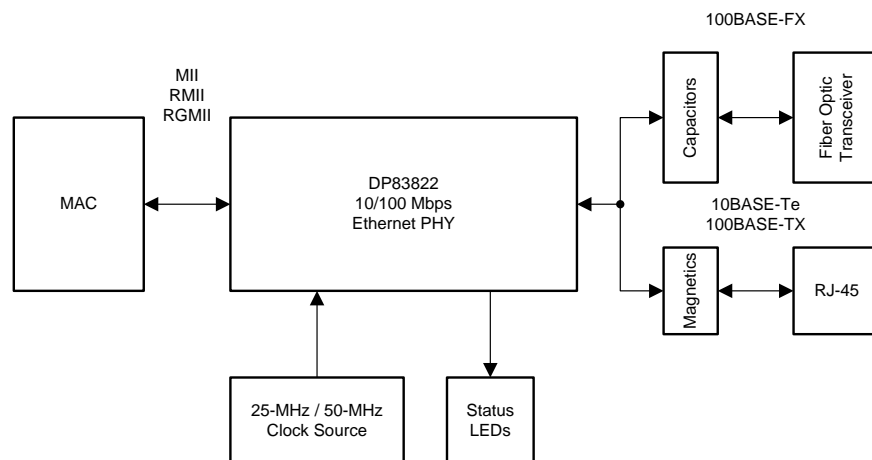 100BASE-FX
MII
RMII
RGMII
Capacitors
Fiber Optic
Transceiver
MAC
DP83822
10/100 Mbps
Ethernet PHY
10BASE-Te
100BASE-TX
Magnetics
RJ-45
25-MHz / 50-MHz
Clock Source
Status
LEDs